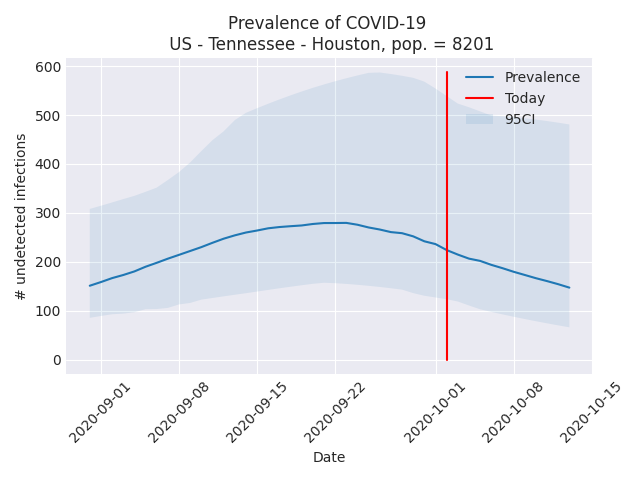 Prevalence of COVID-19
US - Tennessee - Houston, pop. = 8201
# undetected infections
600
500
400
300
200
100
0
Prevalence
Today
95CI
2020-09-01
2020-09-08
2020-09-15
2020-09-22
2020-10-01
2020-10-08
2020-10-15
Date